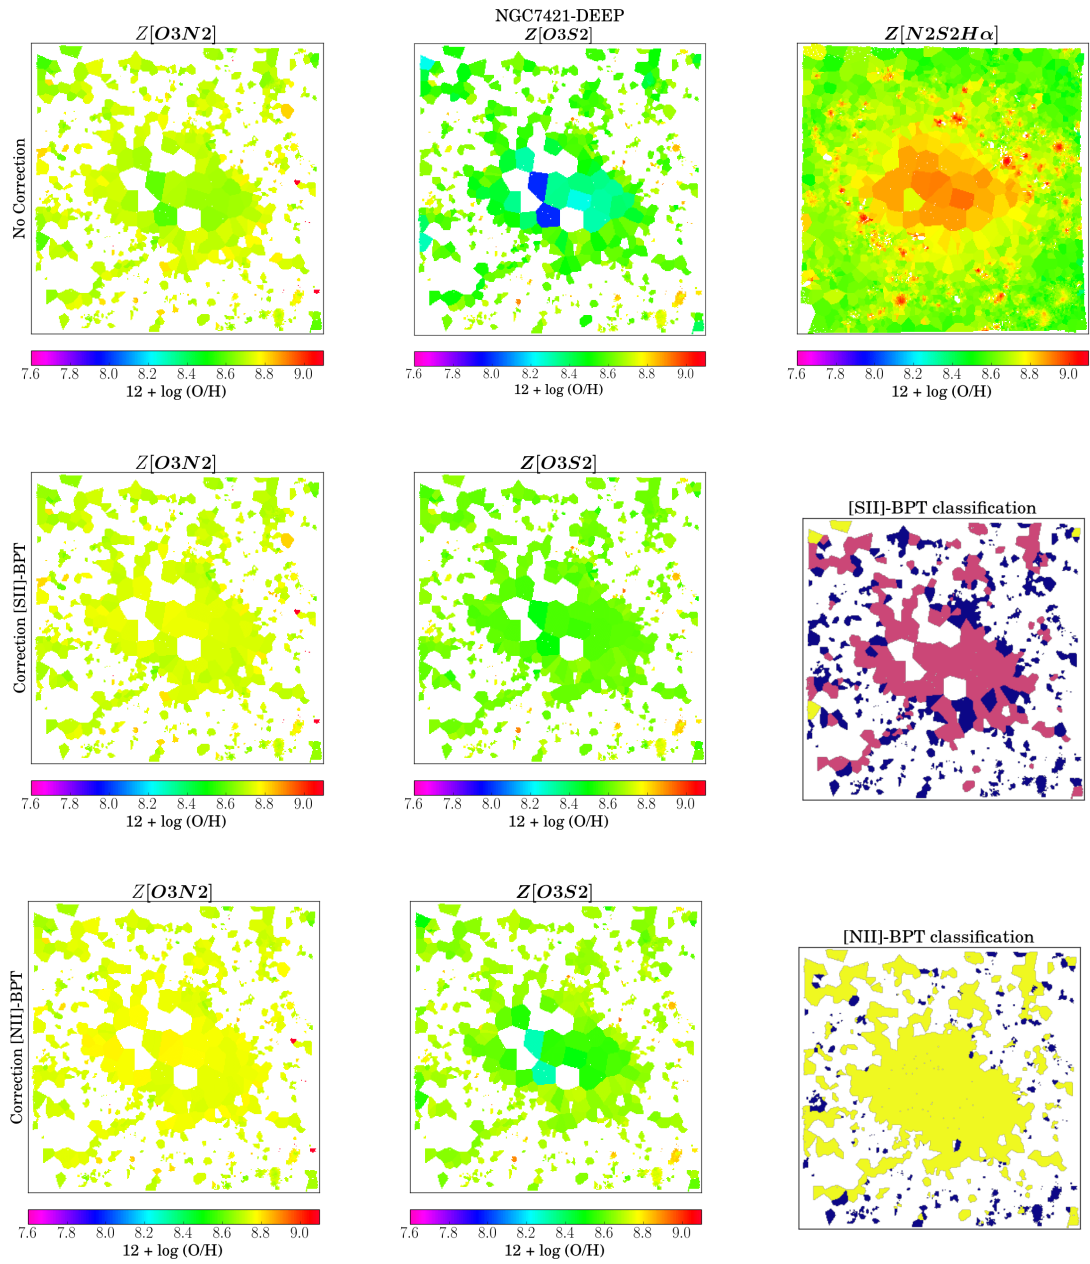 NGC7421-DEEP
Z[O3N2]
Z[O3S2]
Z[N2S2Hα]
No Correction
7.6 7.8 8.0 8.2 8.4 8.6 8.8 9.0
12 + log (O/H)
7.6 7.8 8.0 8.2 8.4 8.6 8.8 9.0
12 + log (O/H)
7.6 7.8 8.0 8.2 8.4 8.6 8.8 9.0
12 + log (O/H)
Z[O3N2]
Z[O3S2]
[SII]-BPT classification
Correction [SII]-BPT
7.6 7.8 8.0 8.2 8.4 8.6 8.8 9.0
12 + log (O/H)
7.6 7.8 8.0 8.2 8.4 8.6 8.8 9.0
12 + log (O/H)
Z[O3N2]
Z[O3S2]
[NII]-BPT classification
Correction [NII]-BPT
7.6 7.8 8.0 8.2 8.4 8.6 8.8 9.0
12 + log (O/H)
7.6 7.8 8.0 8.2 8.4 8.6 8.8 9.0
12 + log (O/H)